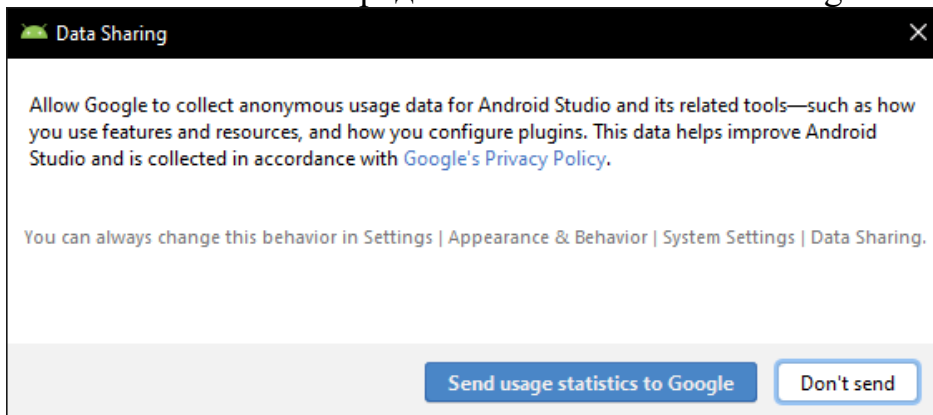 Data Sharing
Allow Google to collect anonymous usage data for Android Studio and its related tools—such as how
you use features and resources, and how you configure plugins. This data helps improve Android
Studio and is collected in accordance with Google's Privacy Policy.
You can always change this behavior in Settings | Appearance & Behavior | System Settings | Data Sharing.
Send usage statistics to Google
Don't send